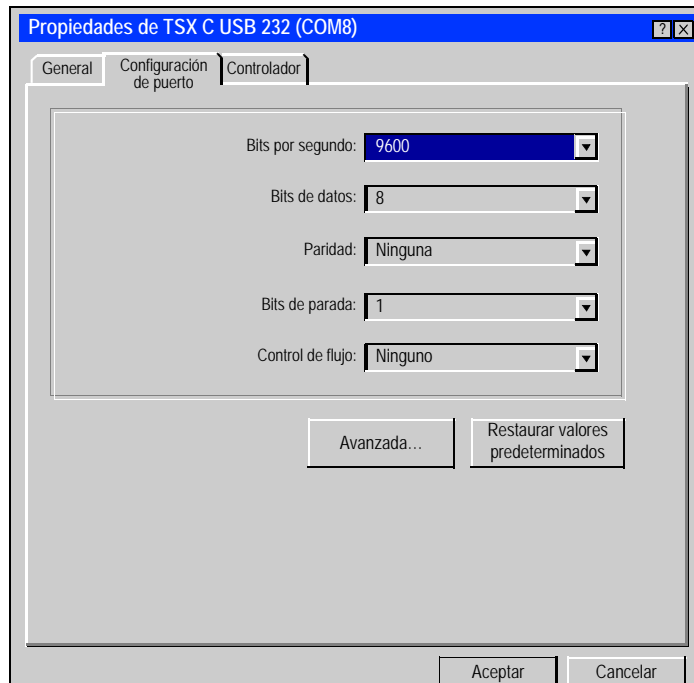 Propiedades de TSX C USB 232 (COM8)
?
General
Configuración
de puerto
Controlador
Bits por segundo: 9600
Bits de datos: 8
Paridad: Ninguna
Bits de parada: 1
Control de flujo: Ninguno
Avanzada...
Restaurar valores
predeterminados
Aceptar
Cancelar